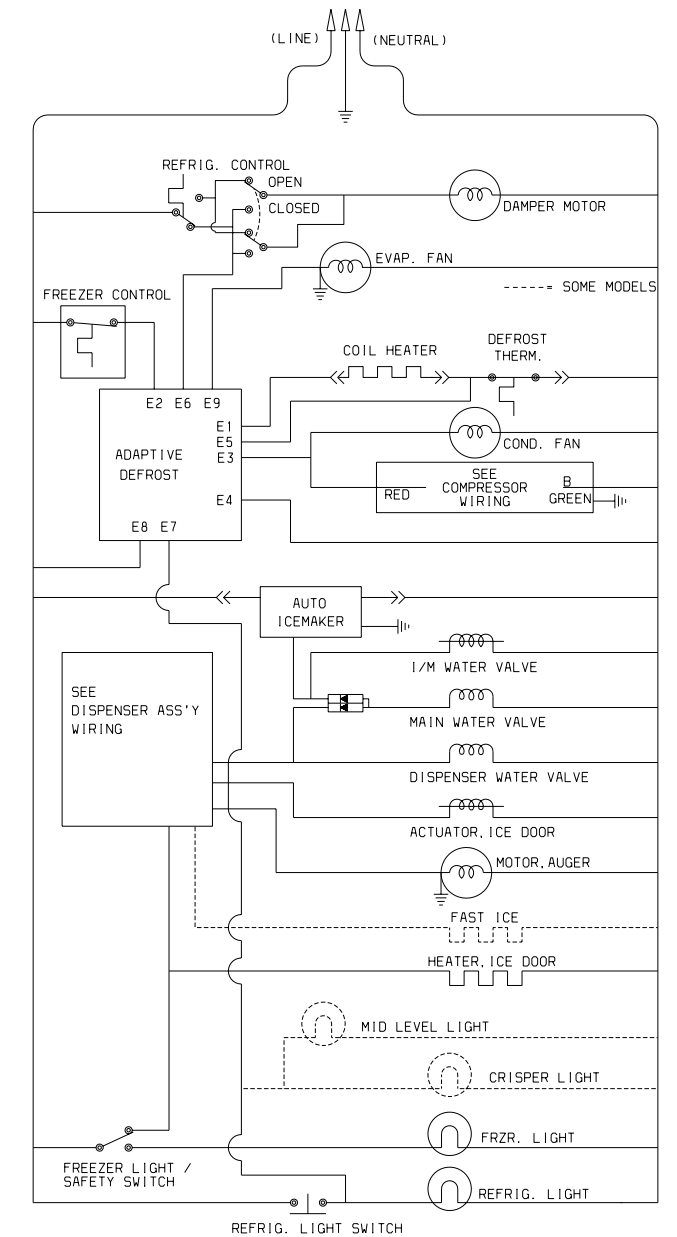 (LINE)
(NEUTRAL)
REFRIG. CONTROL
OPEN
CLOSED
DAMPER MOTOR
EVAP. FAN
SOME MODELS
FREEZER CONTROL
COIL HEATER
DEFROST
THERM.
E2 E6 E9
E1
E5
E3
E4
ADAPTIVE
DEFROST
E8 E7
COND. FAN
SEE
COMPRESSOR
WIRING
RED
B
GREEN
AUTO
ICEMAKER
I/M WATER VALVE
SEE
DISPENSER ASS'Y
WIRING
MAIN WATER VALVE
DISPENSER WATER VALVE
ACTUATOR, ICE DOOR
MOTOR, AUGER
FAST ICE
HEATER, ICE DOOR
MID LEVEL LIGHT
CRISPER LIGHT
FRZR. LIGHT
FREEZER LIGHT /
SAFETY SWITCH
REFRIG. LIGHT
REFRIG. LIGHT SWITCH